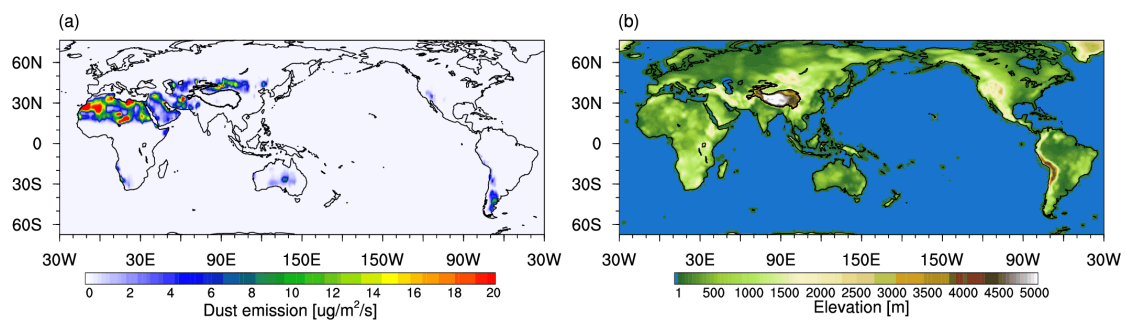 (a)
60N
30N
0
30S
60S
30W 30E 90E 150E 150W 90W 30W
0 2 4 6 8 10 12 14 16 18 20
Dust emission [ug/m²/s]
(b)
60N
30N
0
30S
60S
30W 30E 90E 150E 150W 90W 30W
1 500 1000 1500 2000 2500 3000 3500 4000 4500 5000
Elevation [m]